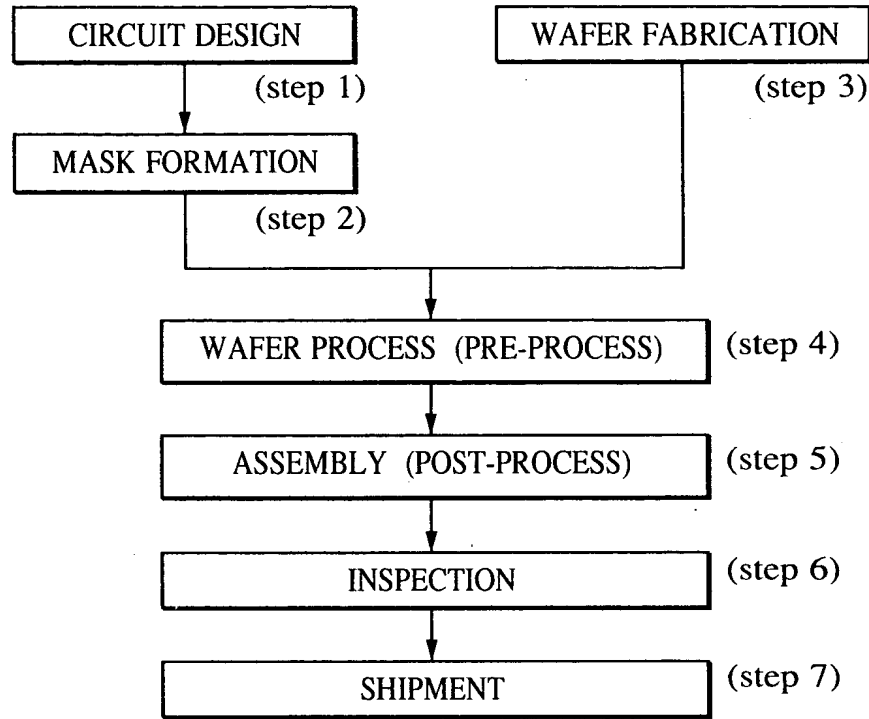 CIRCUIT DESIGN
(step 1)
WAFER FABRICATION
(step 3)
MASK FORMATION
(step 2)
WAFER PROCESS (PRE-PROCESS)
(step 4)
ASSEMBLY (POST-PROCESS)
(step 5)
INSPECTION
(step 6)
SHIPMENT
(step 7)